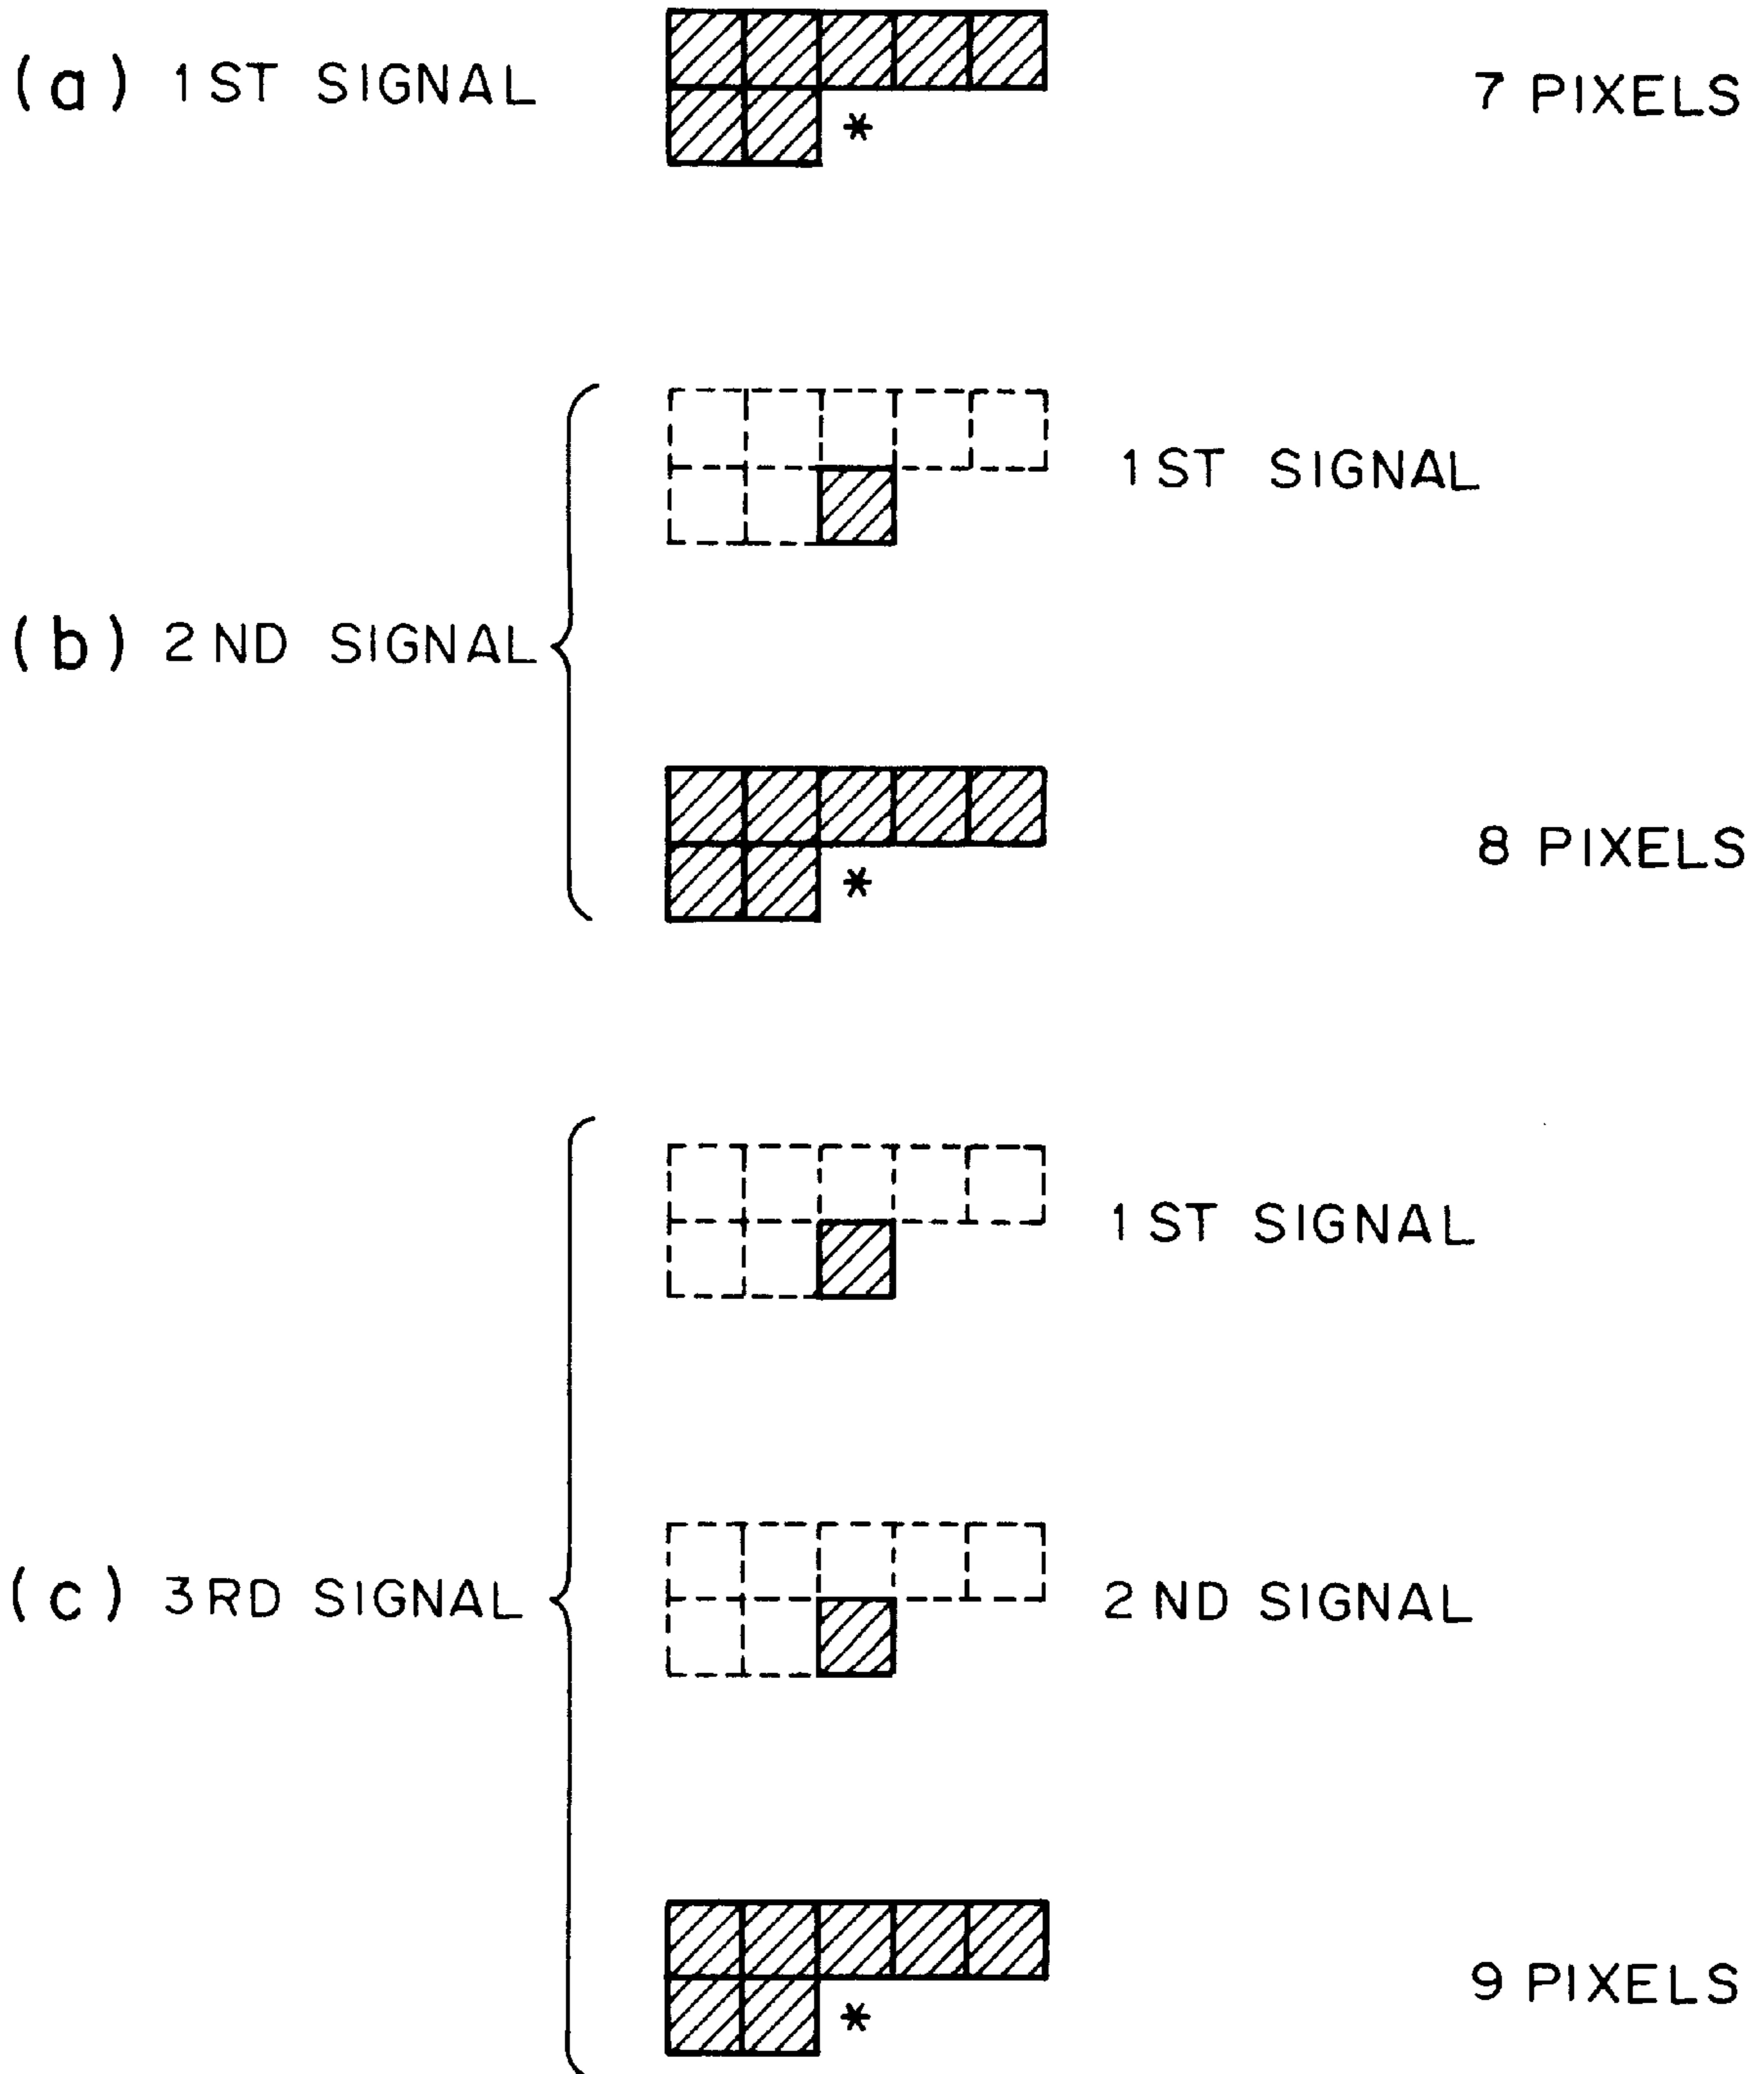 (a) 1ST SIGNAL
*
7 PIXELS
1ST SIGNAL
(b) 2ND SIGNAL
*
8 PIXELS
1ST SIGNAL
(c) 3RD SIGNAL
2ND SIGNAL
*
9 PIXELS